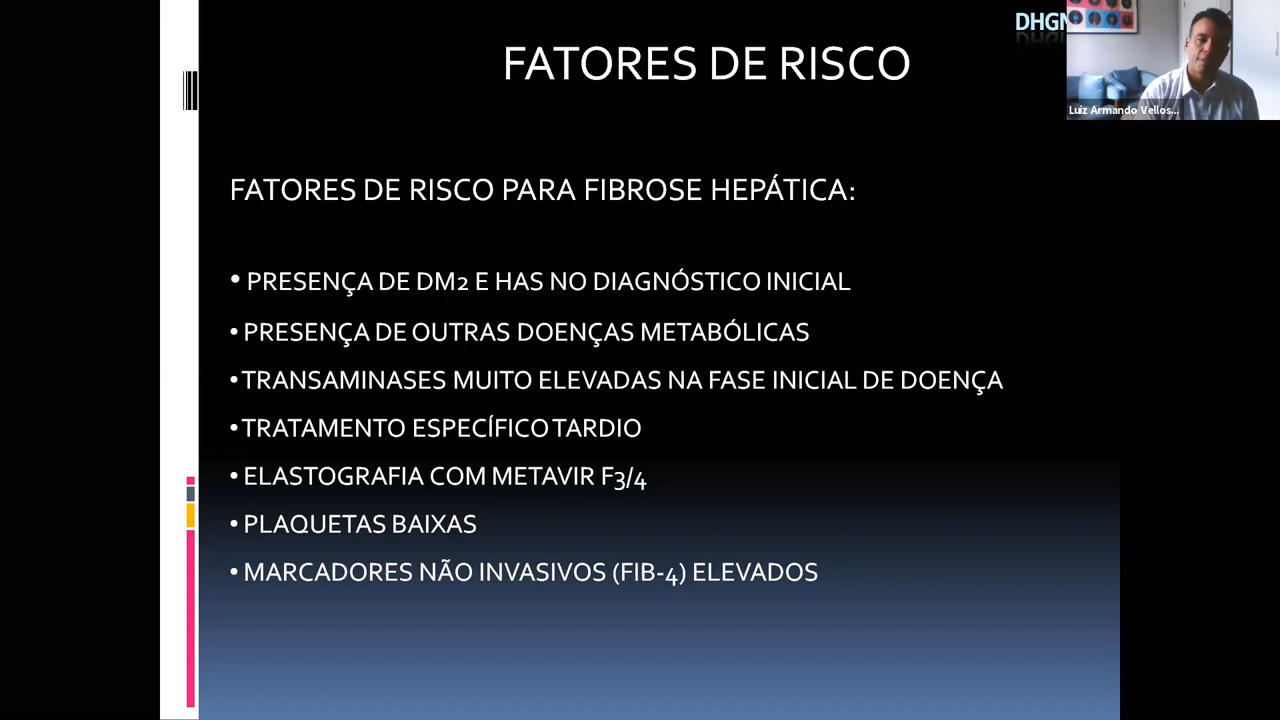 DHGN
FATORES DE RISCO
Luiz Armando Vellos...
FATORES DE RISCO PARA FIBROSE HEPÁTICA:
• PRESENÇA DE DM2 E HAS NO DIAGNÓSTICO INICIAL
• PRESENÇA DE OUTRAS DOENÇAS METABÓLICAS
• TRANSAMINASES MUITO ELEVADAS NA FASE INICIAL DE DOENÇA
• TRATAMENTO ESPECÍFICO TARDIO
• ELASTOGRAFIA COM METAVIR F3/4
• PLAQUETAS BAIXAS
• MARCADORES NÃO INVASIVOS (FIB-4) ELEVADOS